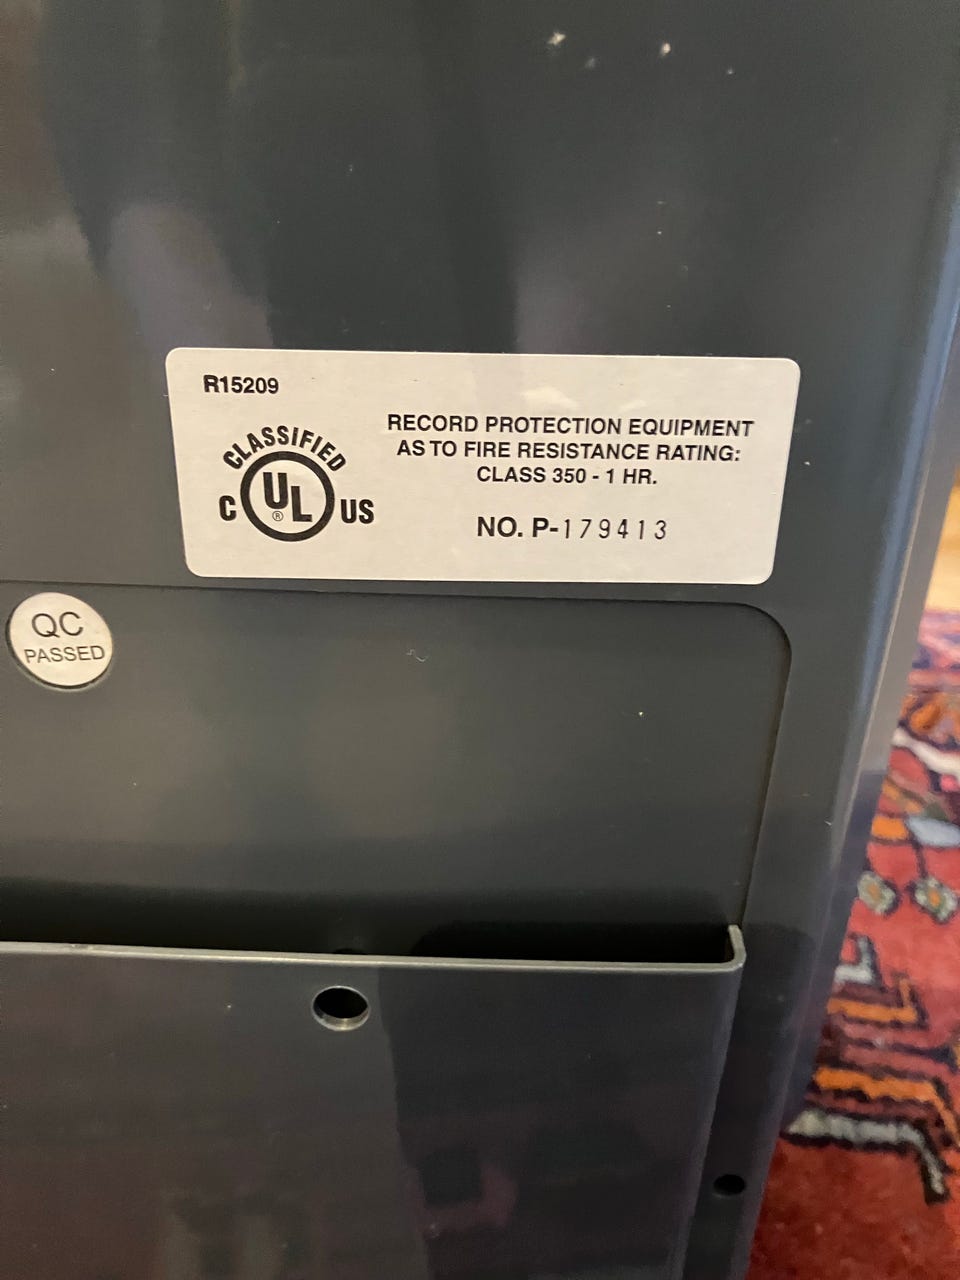 R15209
CLASSIFIED
C UL® US
RECORD PROTECTION EQUIPMENT
AS TO FIRE RESISTANCE RATING:
CLASS 350 - 1 HR.
NO. P-179413
QC
PASSED